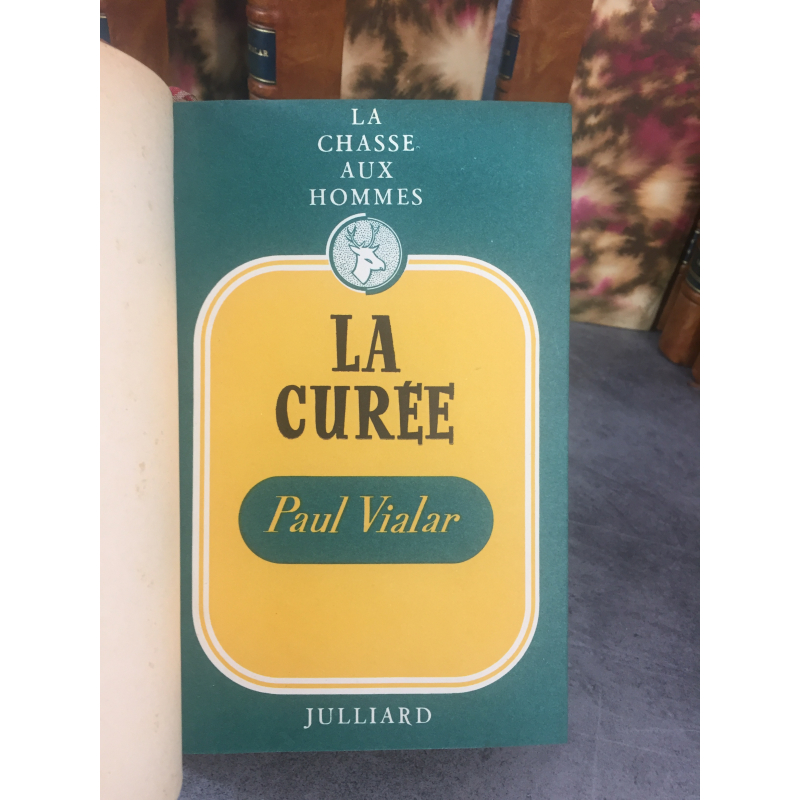 LA
CHASSE
AUX
HOMMES
LA
CURÉE
Paul Vialar
JULLIARD